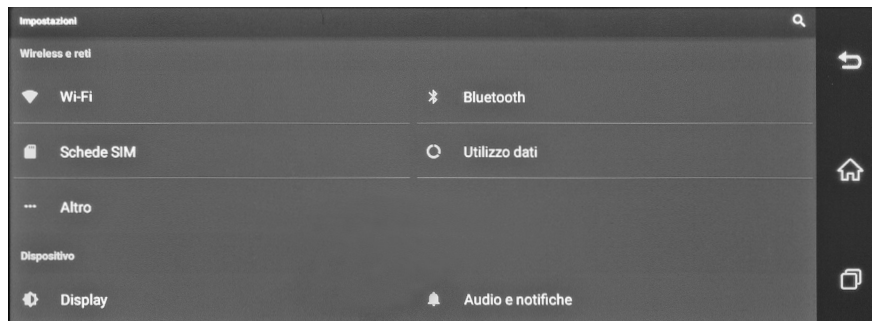 Impostazioni
Wireless e reti
Wi-Fi
Bluetooth
Schede SIM
Utilizzo dati
Altro
Dispositivo
Display
Audio e notifiche